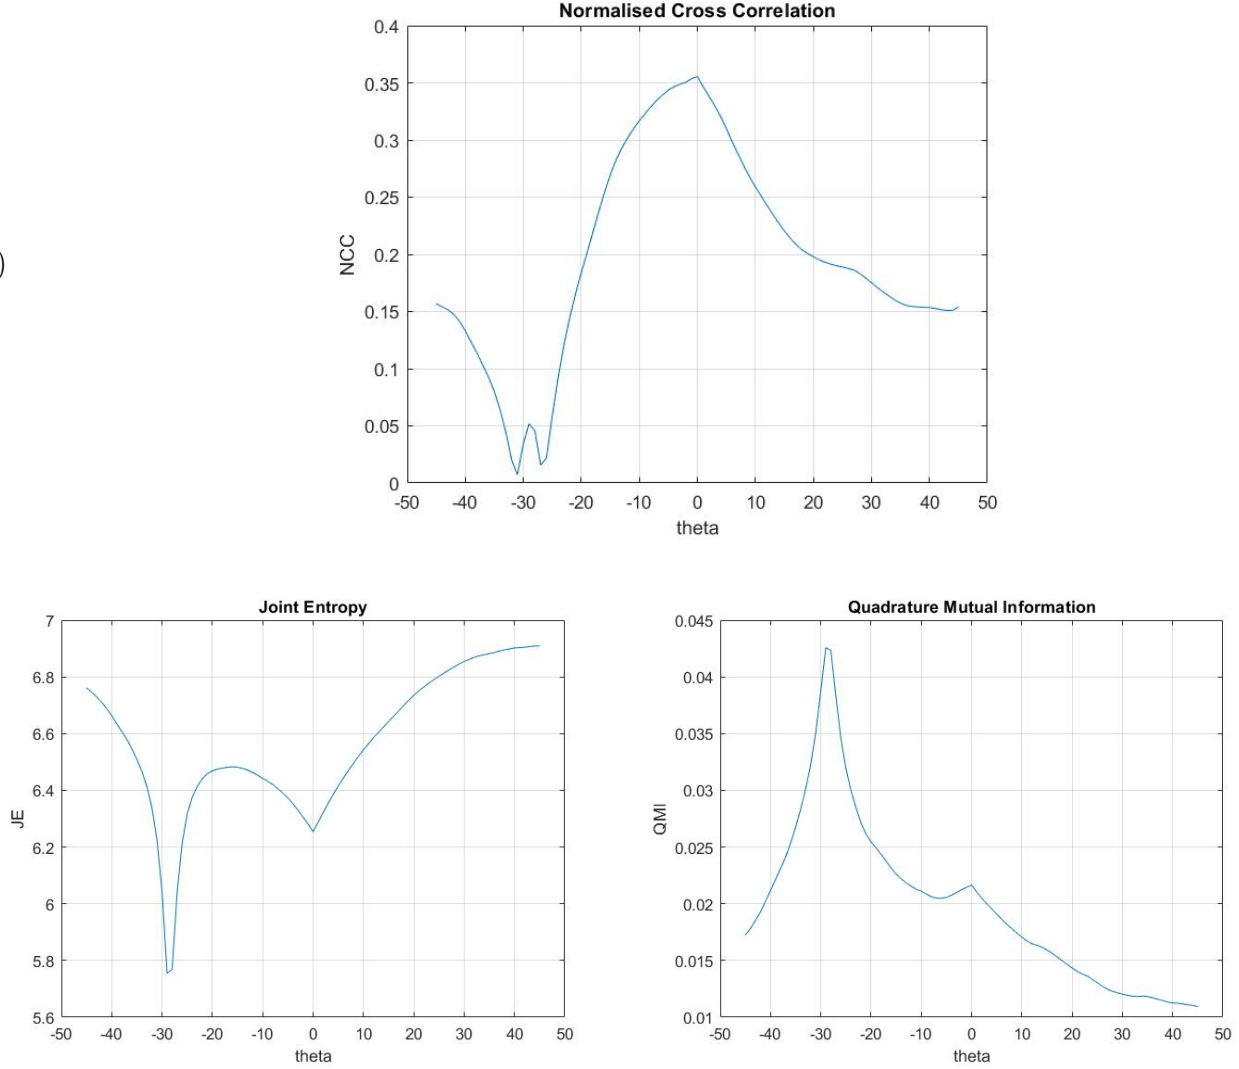 Normalised Cross Correlation
0.4
0.35
0.3
0.25
0.2
0.15
0.1
0.05
0
NCC
-50 -40 -30 -20 -10 0 10 20 30 40 50
theta
)
Joint Entropy
7
6.8
6.6
6.4
6.2
6
5.8
5.6
JE
-50 -40 -30 -20 -10 0 10 20 30 40 50
theta
Quadrature Mutual Information
0.045
0.04
0.035
0.03
0.025
0.02
0.015
0.01
QMI
-50 -40 -30 -20 -10 0 10 20 30 40 50
theta